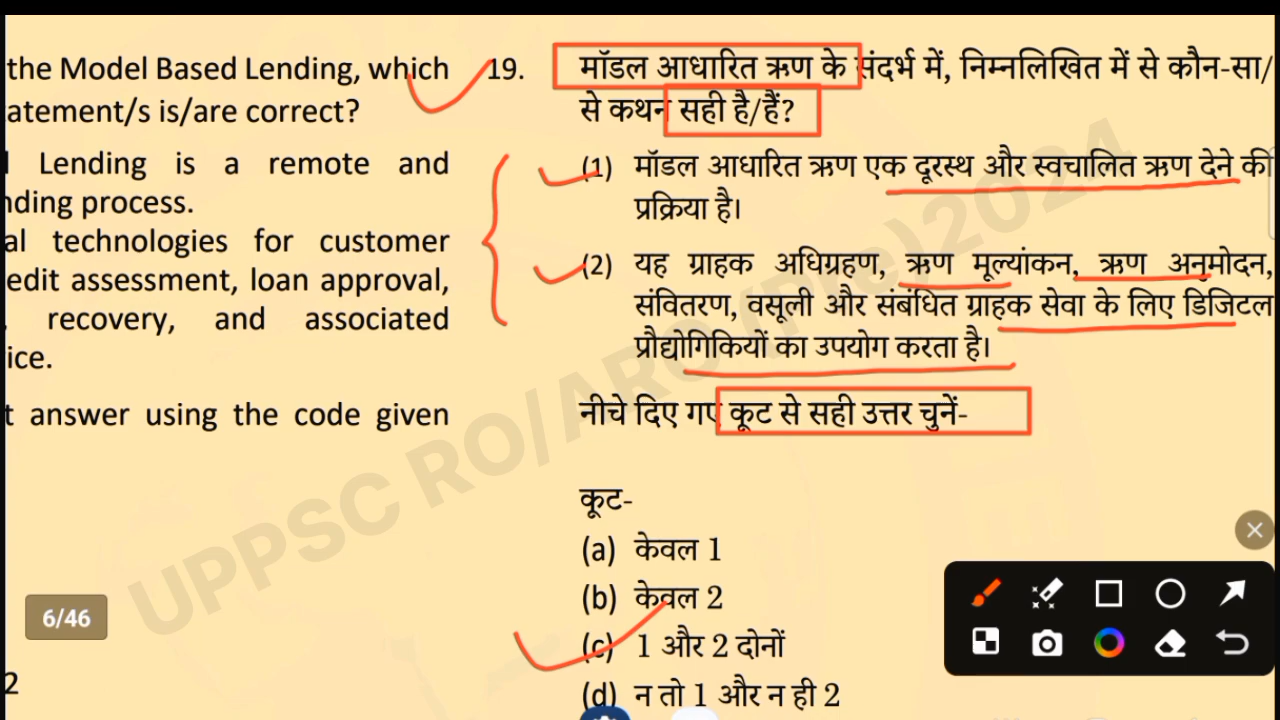 the Model Based Lending, which
atement/s is/are correct?
Lending is a remote and
nding process.
al technologies for customer
edit assessment, loan approval,
recovery, and associated
ice.
t answer using the code given
2
19. मॉडल आधारित ऋण के संदर्भ में, निम्नलिखित में से कौन-सा/
से कथन सही है/हैं?
(1) मॉडल आधारित ऋण एक दूरस्थ और स्वचालित ऋण देने की
प्रक्रिया है।
(2) यह ग्राहक अधिग्रहण, ऋण मूल्यांकन, ऋण अनुमोदन,
संवितरण, वसूली और संबंधित ग्राहक सेवा के लिए डिजिटल
प्रौद्योगिकियों का उपयोग करता है।
नीचे दिए गए कूट से सही उत्तर चुनें-
कूट-
(a) केवल 1
(b) केवल 2
(c) 1 और 2 दोनों
(d) न तो 1 और न ही 2
UPPSC RO/ARO (Pre) 2024
6/46